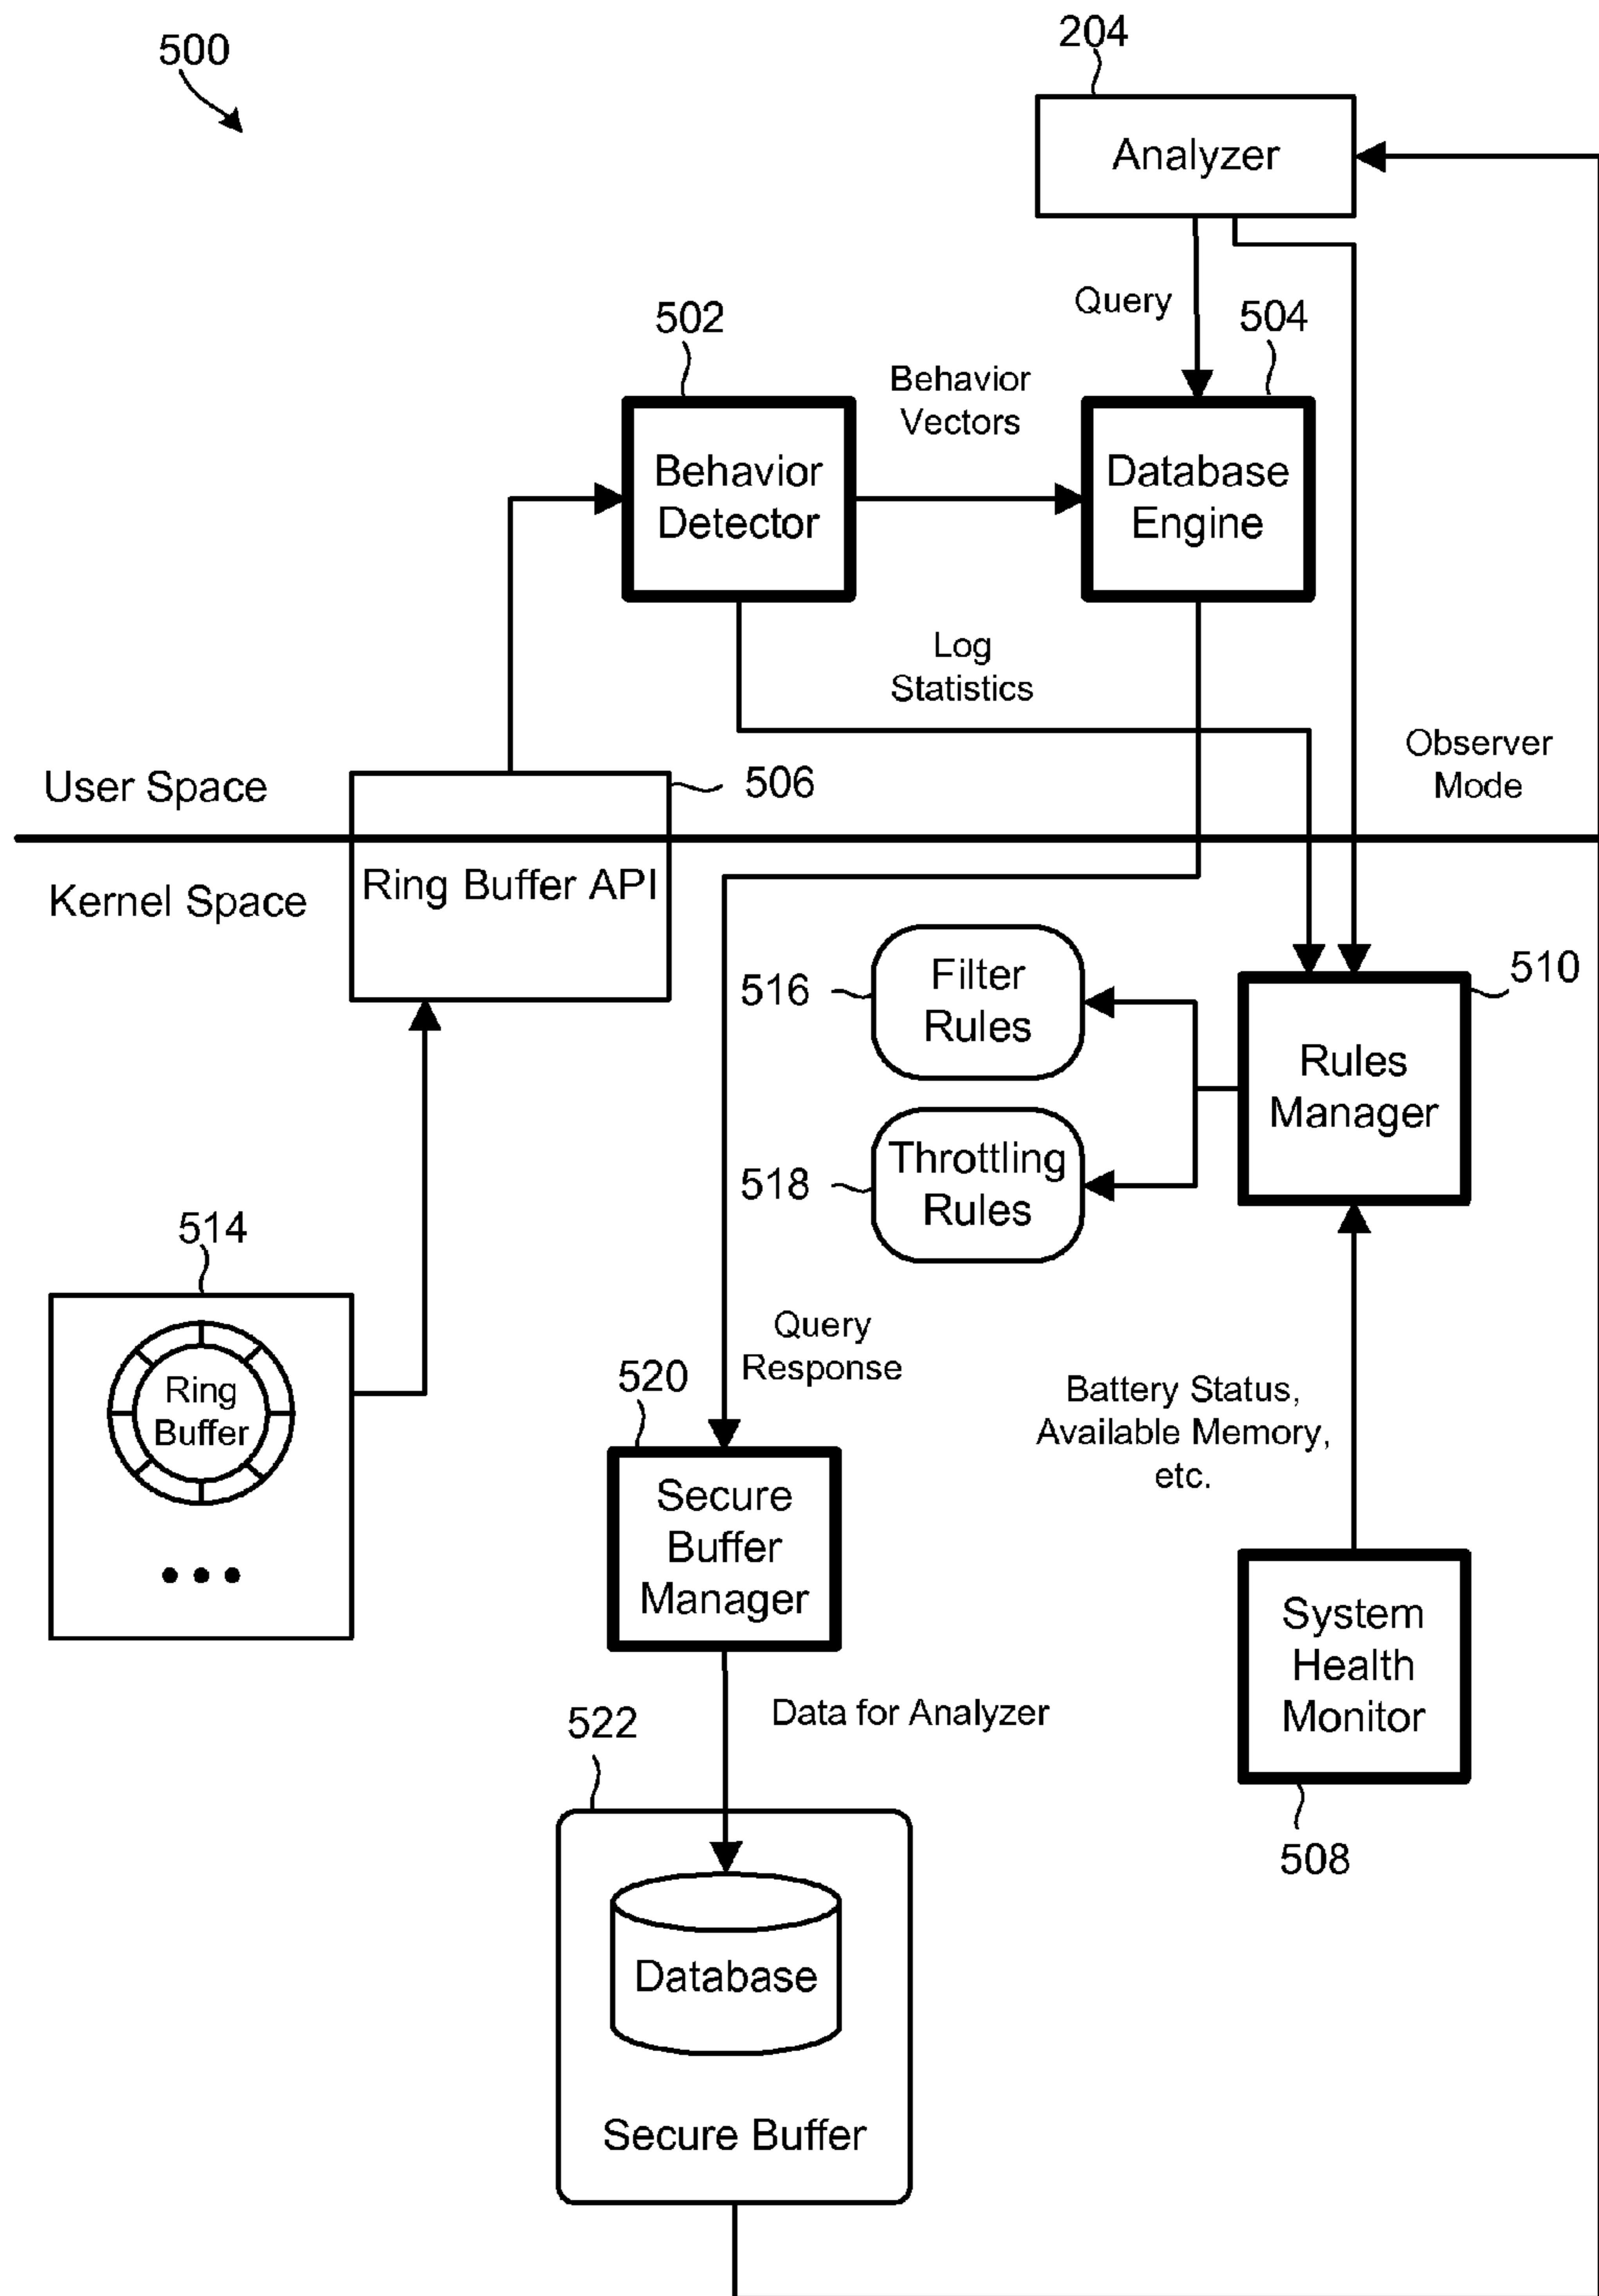 500
204
Analyzer
Query
502
504
Behavior
Vectors
Behavior
Detector
Database
Engine
Log
Statistics
Observer
Mode
User Space
506
Kernel Space
Ring Buffer API
516
Filter
Rules
510
Rules
Manager
518
Throttling
Rules
514
Ring
Buffer
Query
Response
520
Battery Status,
Available Memory,
etc.
Secure
Buffer
Manager
System
Health
Monitor
522
Data for Analyzer
508
Database
Secure Buffer